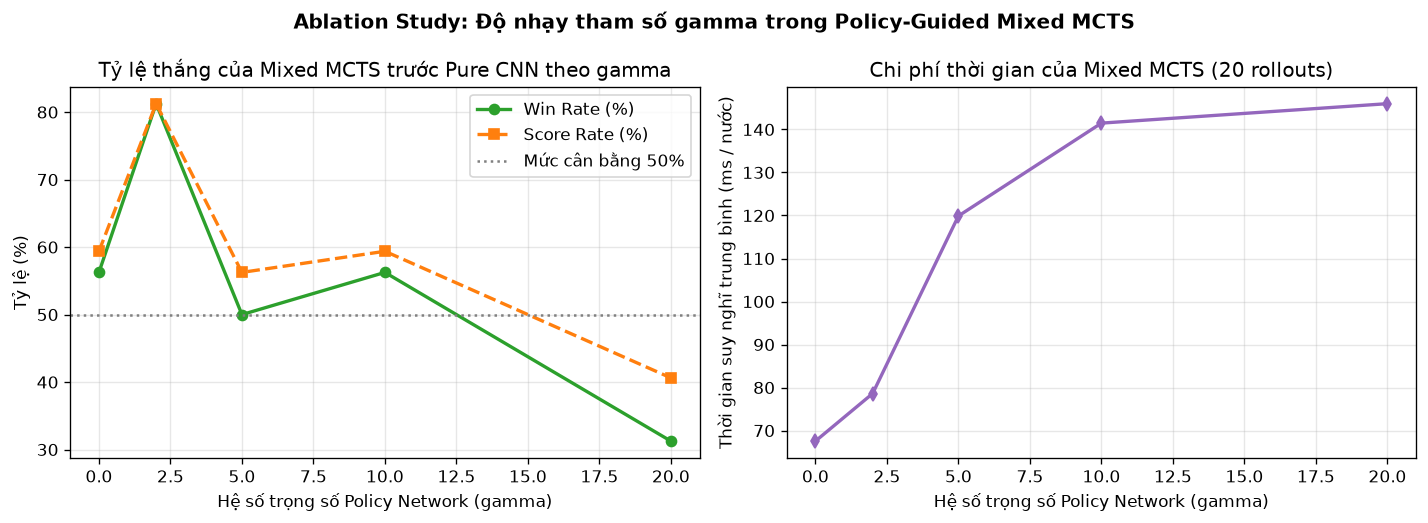 Ablation Study: Độ nhạy tham số gamma trong Policy-Guided Mixed MCTS
Tỷ lệ thắng của Mixed MCTS trước Pure CNN theo gamma
Tỷ lệ (%)
80
70
60
50
40
30
Win Rate (%)
Score Rate (%)
Mức cân bằng 50%
0.0 2.5 5.0 7.5 10.0 12.5 15.0 17.5 20.0
Hệ số trọng số Policy Network (gamma)
Chi phí thời gian của Mixed MCTS (20 rollouts)
Thời gian suy nghĩ trung bình (ms / nước)
140
130
120
110
100
90
80
70
0.0 2.5 5.0 7.5 10.0 12.5 15.0 17.5 20.0
Hệ số trọng số Policy Network (gamma)